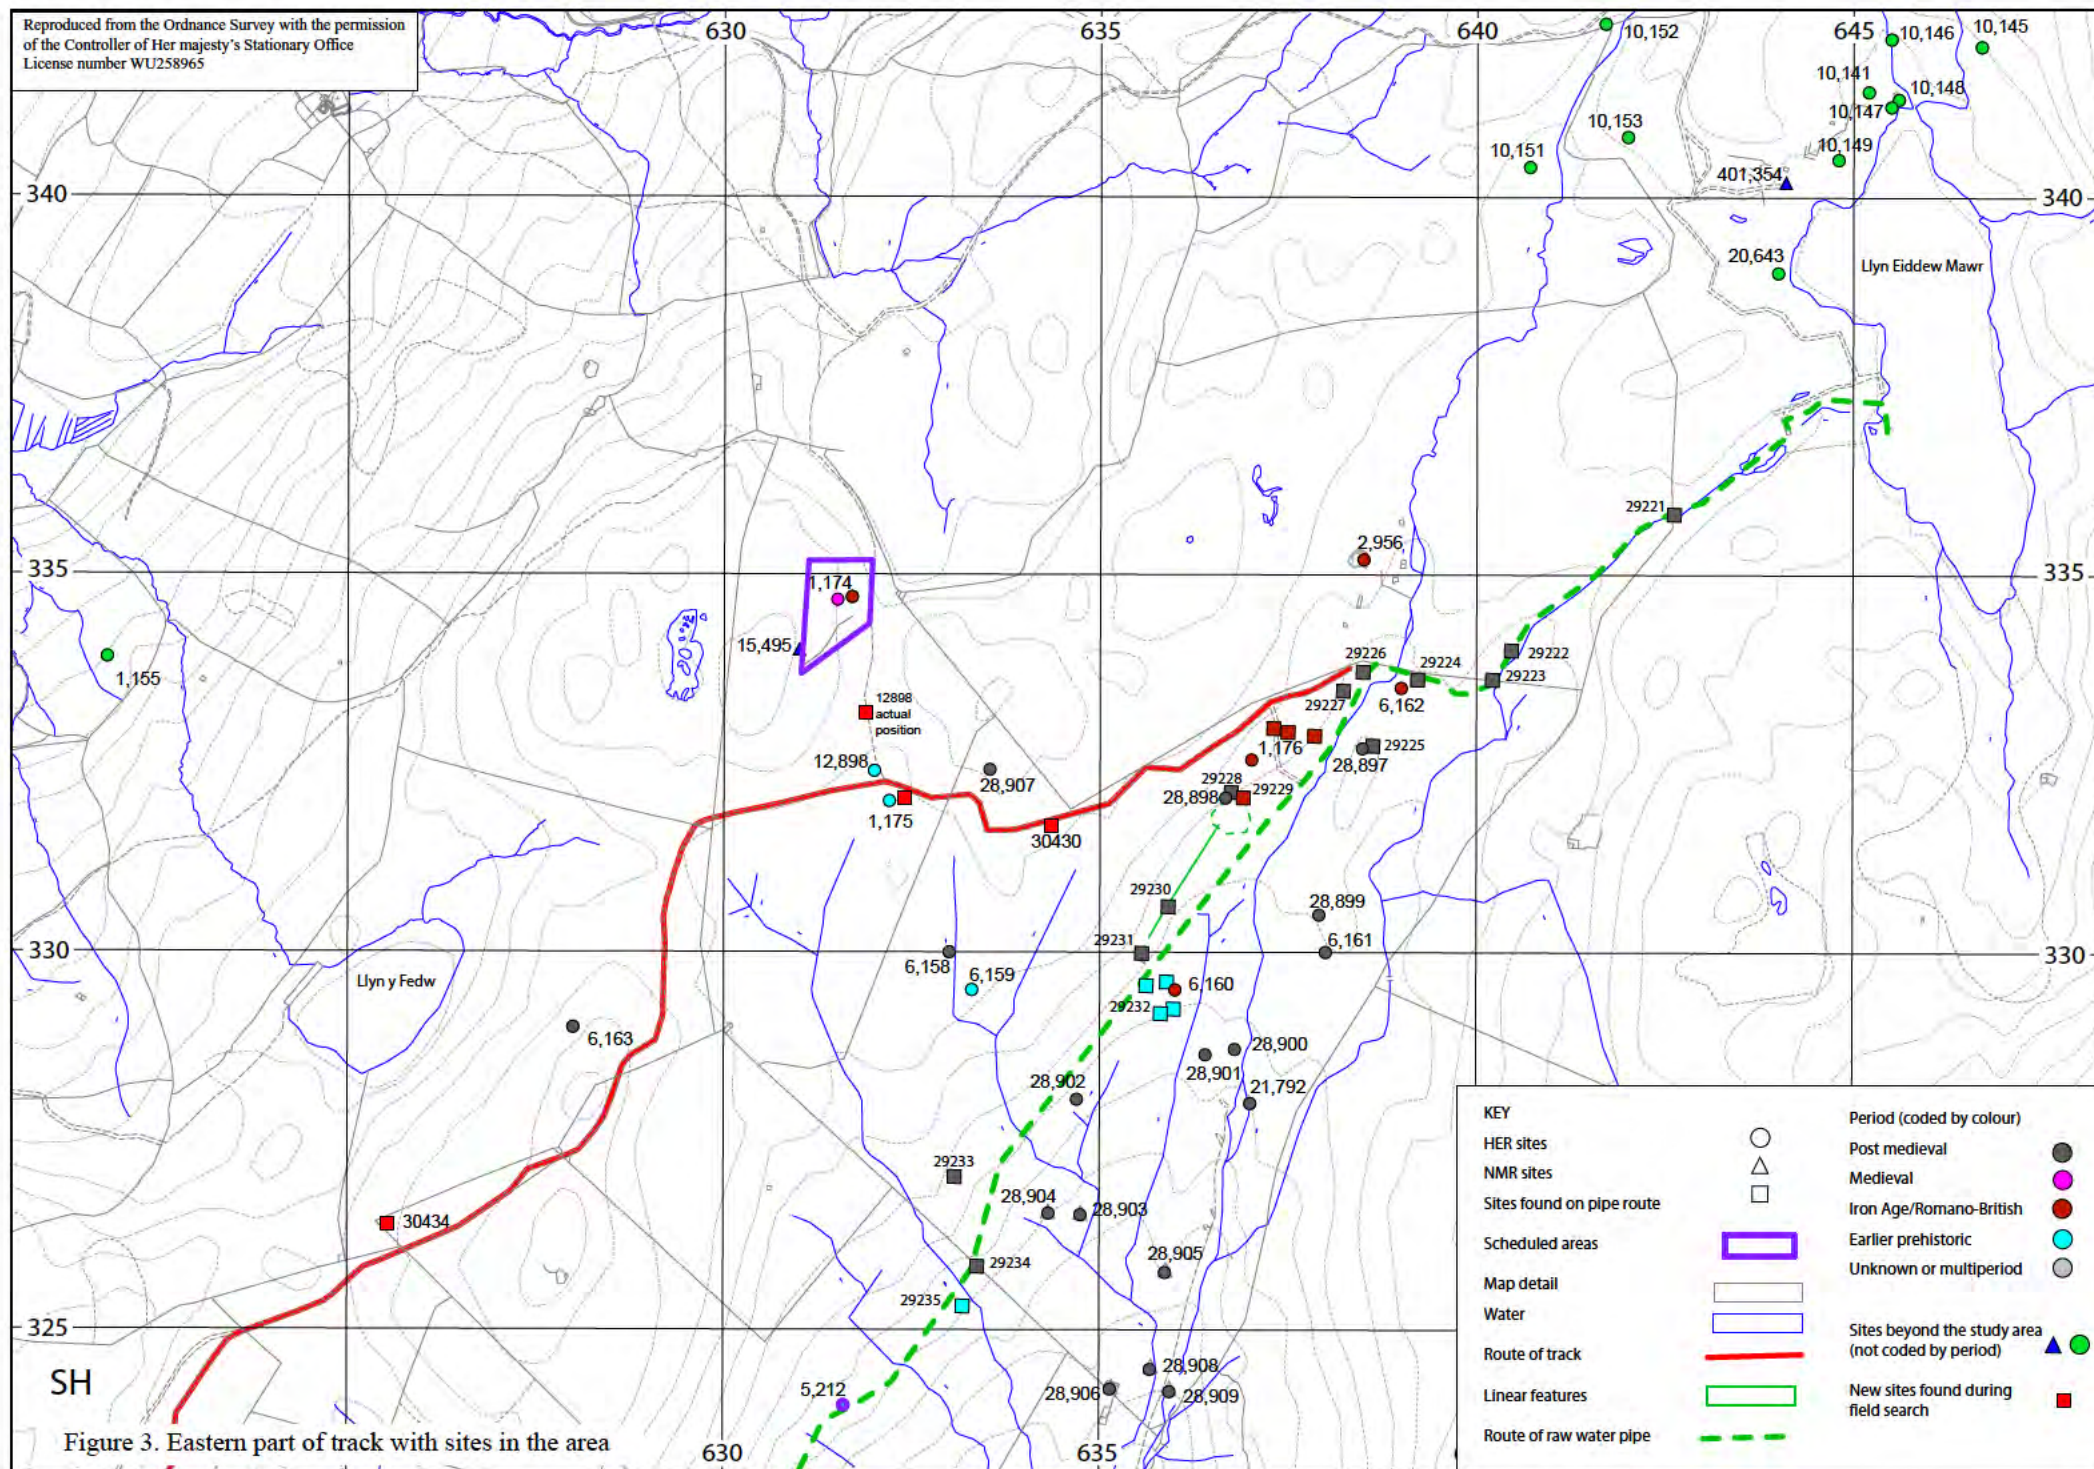 Reproduced from the Ordnance Survey with the permission
of the Controller of Her majesty's Stationary Office
License number WU258965
630
635
640
645
10,152
10,146
10,145
10,141
10,148
10,147
10,153
10,149
10,151
401,354
340
340
20,643
Llyn Eiddew Mawr
29221
2,956
335
335
1,174
15,495
1,155
29226
29224
29222
29223
6,162
29227
12898
actual
position
1,176
29225
28,897
12,898
28,907
29228
29229
28,898
1,175
30430
29230
28,899
29231
6,161
330
330
6,158
6,159
6,160
Llyn y Fedw
29232
6,163
28,900
28,901
28,902
21,792
29233
28,904
28,903
30434
28,905
29234
29235
325
28,908
28,906
28,909
5,212
SH
Figure 3. Eastern part of track with sites in the area
630
635
KEY
HER sites
NMR sites
Sites found on pipe route
Scheduled areas
Map detail
Water
Route of track
Linear features
Route of raw water pipe
Period (coded by colour)
Post medieval
Medieval
Iron Age/Romano-British
Earlier prehistoric
Unknown or multiperiod
Sites beyond the study area
(not coded by period)
New sites found during
field search